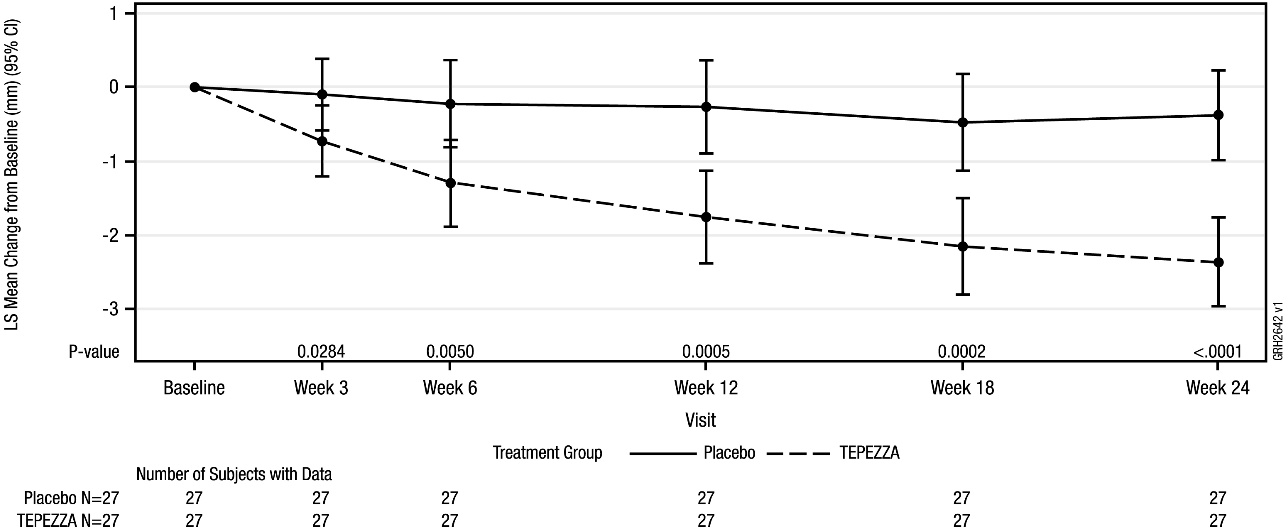 LS Mean Change from Baseline (mm) (95% CI)
1
0
-1
-2
-3
P-value 0.0284 0.0050 0.0005 0.0002 <.0001
Baseline Week 3 Week 6 Week 12 Week 18 Week 24
Visit
Treatment Group Placebo TEPEZZA
Number of Subjects with Data
Placebo N=27 27 27 27 27 27 27
TEPEZZA N=27 27 27 27 27 27 27
GRH2642 v1